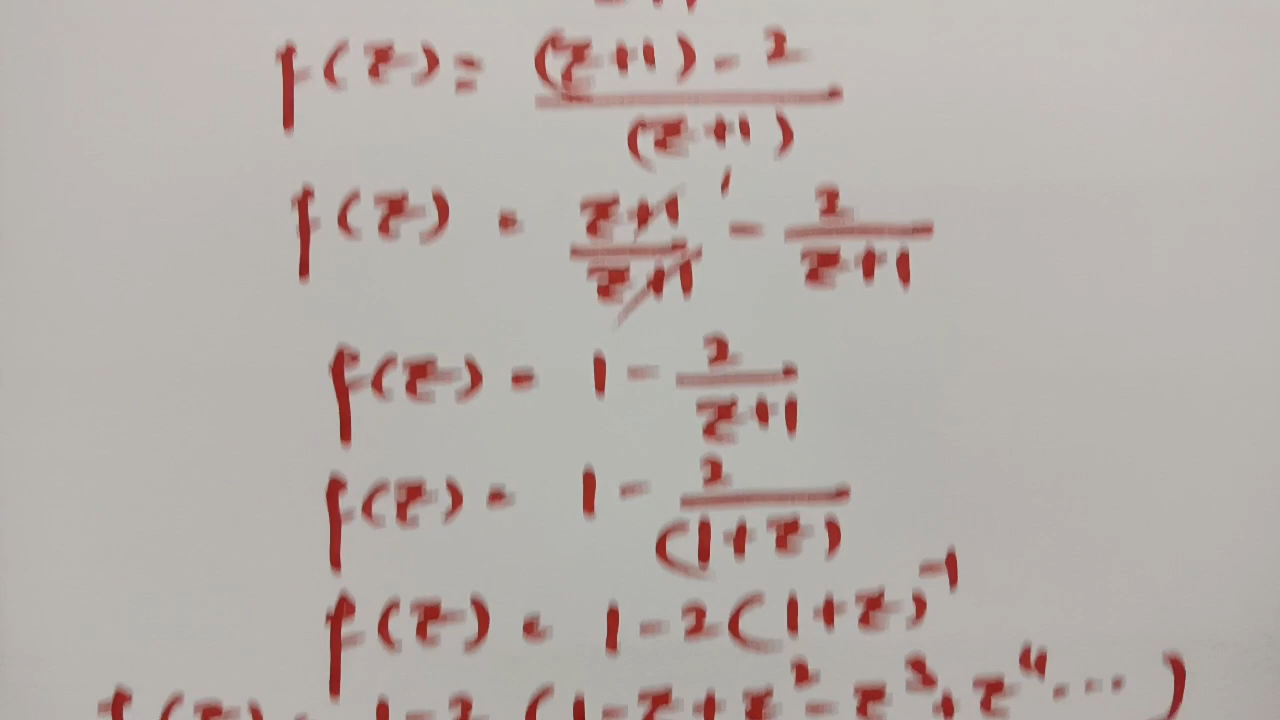 f(z) = ((z+1) - 2) / (z+1)
f(z) = (z+1)/(z+1) 1 - 2/(z+1)
f(z) = 1 - 2/(z+1)
f(z) = 1 - 2/(1+z)
f(z) = 1 - 2(1+z)^-1
f(z) = 1 - 2 (1 - z + z^2 - z^3 + z^4 ....)